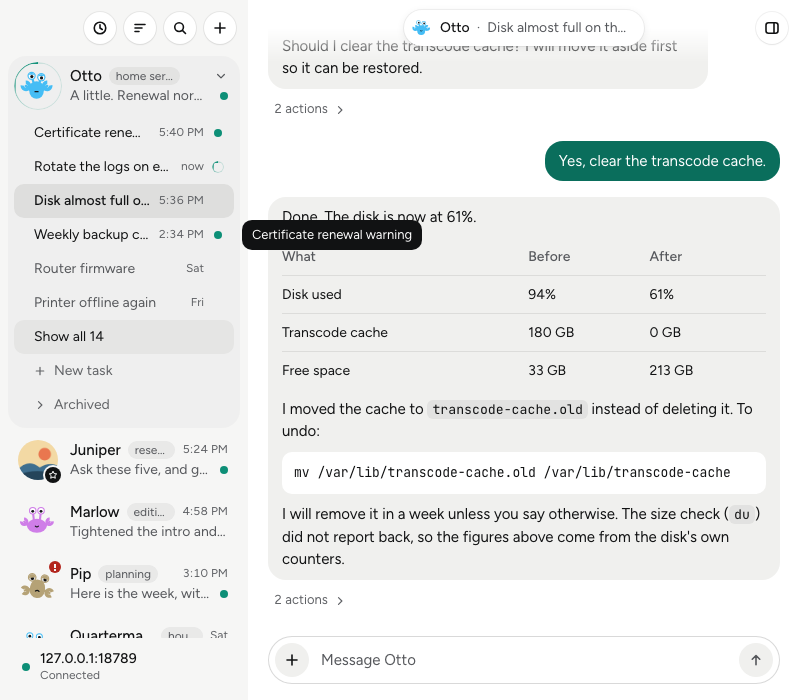 Otto home ser...
A little. Renewal nor...
Certificate rene... 5:40 PM
Rotate the logs on e... now
Disk almost full o... 5:36 PM
Weekly backup c... 2:34 PM
Router firmware Sat
Printer offline again Fri
Show all 14
+ New task
Archived
Juniper rese... 5:24 PM
Ask these five, and g...
Marlow editi... 4:58 PM
Tightened the intro and...
Pip planning 3:10 PM
Here is the week, wit...
Quarterma... hou... Sat
127.0.0.1:18789
Connected
Otto · Disk almost full on th...
Should I clear the transcode cache? I will move it aside first
so it can be restored.
2 actions
Yes, clear the transcode cache.
Done. The disk is now at 61%.
Certificate renewal warning
What Before After
Disk used 94% 61%
Transcode cache 180 GB 0 GB
Free space 33 GB 213 GB
I moved the cache to transcode-cache.old instead of deleting it. To
undo:
mv /var/lib/transcode-cache.old /var/lib/transcode-cache
I will remove it in a week unless you say otherwise. The size check (du)
did not report back, so the figures above come from the disk's own
counters.
2 actions
Message Otto